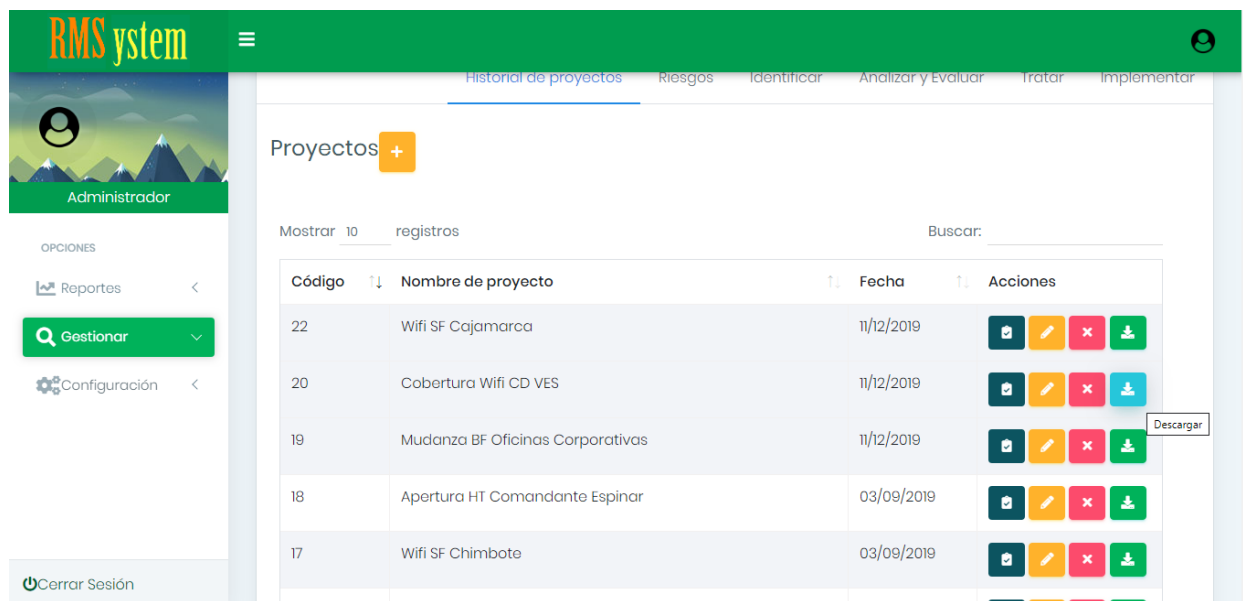 RMSystem
Historial de proyectos Riesgos Identificar Analizar y Evaluar Tratar Implementar
Proyectos +
Administrador
OPCIONES
Reportes
Gestionar
Configuración
Cerrar Sesión
Mostrar 10 registros Buscar:
Código Nombre de proyecto Fecha Acciones
22 Wifi SF Cajamarca 11/12/2019
20 Cobertura Wifi CD VES 11/12/2019
Descargar
19 Mudanza BF Oficinas Corporativas 11/12/2019
18 Apertura HT Comandante Espinar 03/09/2019
17 Wifi SF Chimbote 03/09/2019